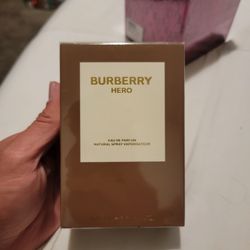 BURBERRY
HERO
EAU DE PARFUM
NATURAL SPRAY VAPORISATEUR